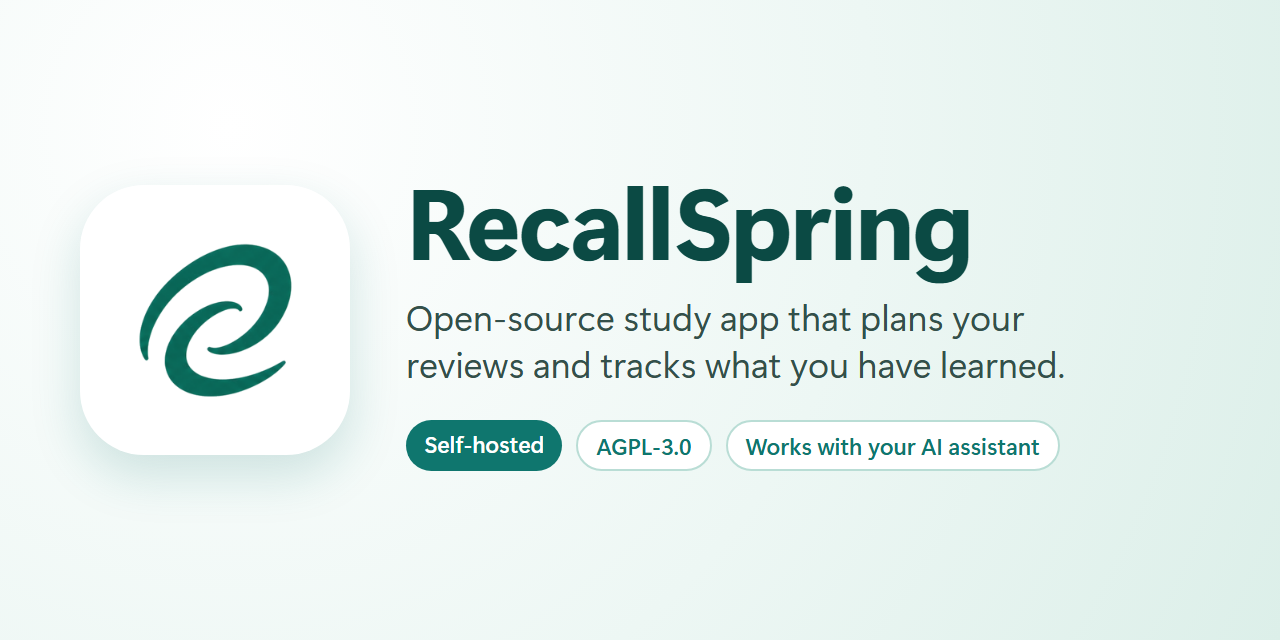 RecallSpring
Open-source study app that plans your
reviews and tracks what you have learned.
Self-hosted
AGPL-3.0
Works with your AI assistant